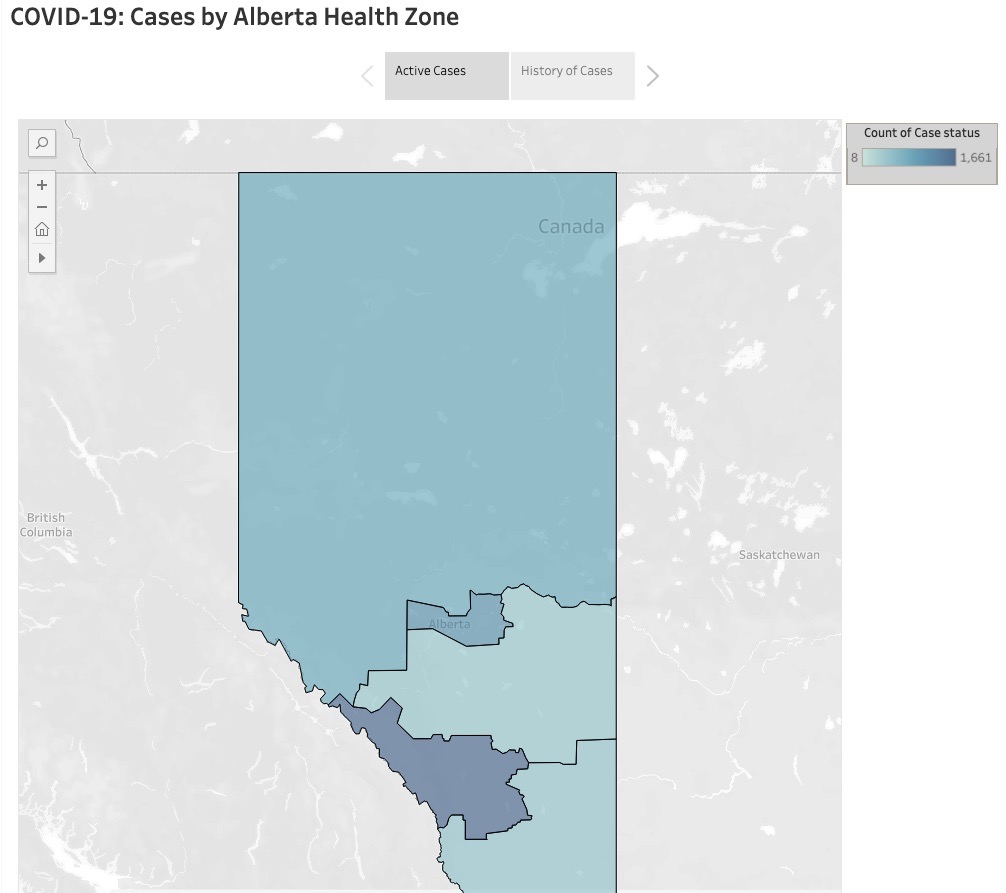 COVID-19: Cases by Alberta Health Zone
Active Cases
History of Cases
Count of Case status
8
1,661
Canada
British
Columbia
Saskatchewan
Alberta